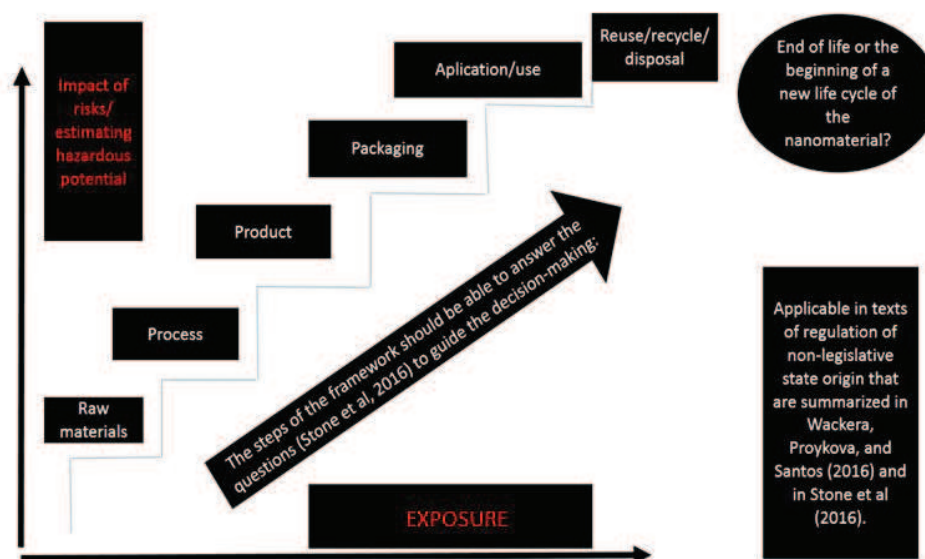 Impact of
risks/
estimating
hazardous
potential
Raw
materials
Process
Product
Packaging
Aplication/use
Reuse/recycle/
disposal
End of life or the
beginning of a
new life cycle of
the
nanomaterial?
The steps of the framework should be able to answer the
questions (Stone et al, 2016) to guide the decision-making:
EXPOSURE
Applicable in texts
of regulation of
non-legislative
state origin that
are summarized in
Wackera,
Proykova, and
Santos (2016) and
in Stone et al
(2016).